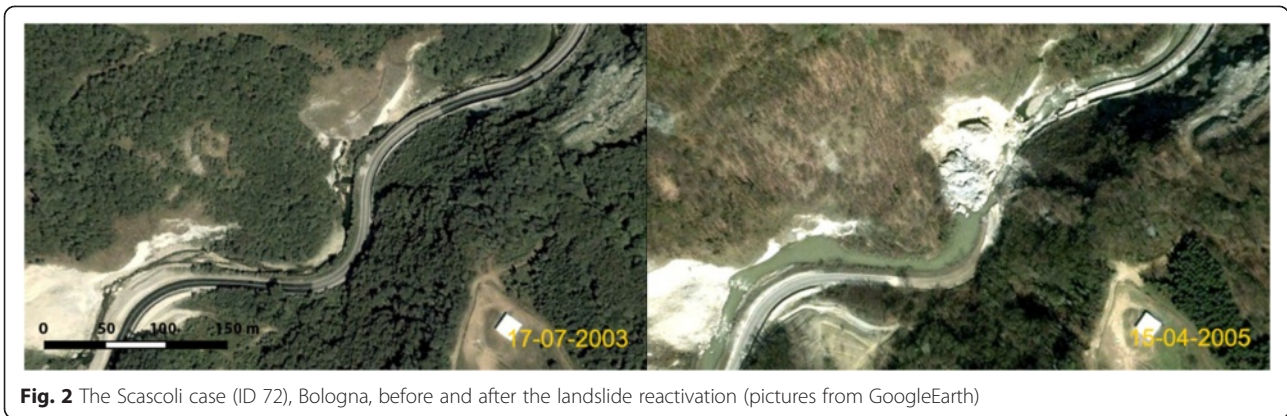 0 50 100 150 m
17-07-2003
15-04-2005
Fig. 2 The Scascoli case (ID 72), Bologna, before and after the landslide reactivation (pictures from GoogleEarth)